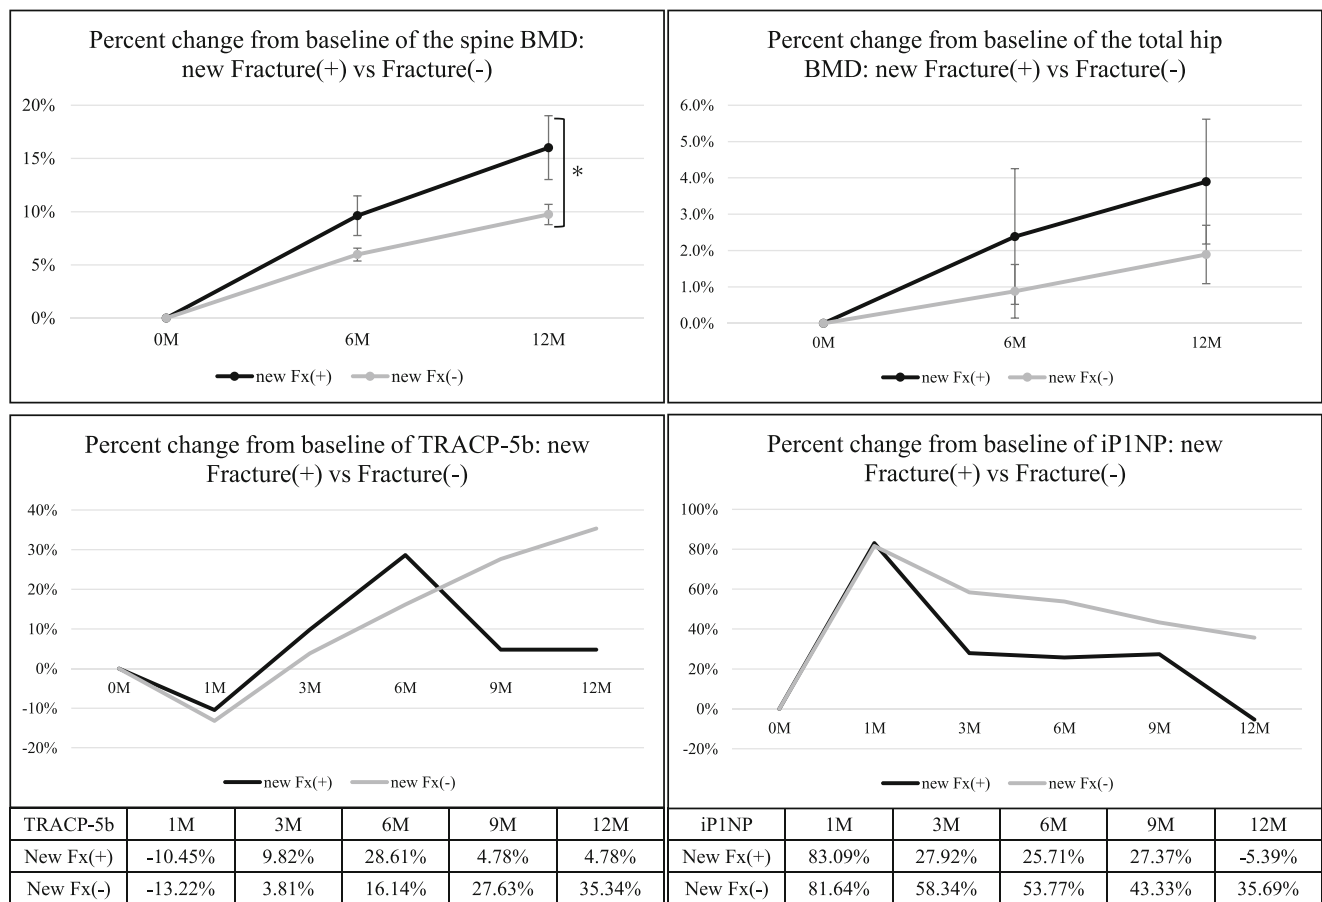 Percent change from baseline of the spine BMD:
new Fracture(+) vs Fracture(-)
20%
15%
10%
5%
0%
*
0M 6M 12M
new Fx(+) new Fx(-)
Percent change from baseline of the total hip
BMD: new Fracture(+) vs Fracture(-)
6.0%
5.0%
4.0%
3.0%
2.0%
1.0%
0.0%
0M 6M 12M
new Fx(+) new Fx(-)
Percent change from baseline of TRACP-5b: new
Fracture(+) vs Fracture(-)
40%
30%
20%
10%
0%
-10%
-20%
0M 1M 3M 6M 9M 12M
new Fx(+) new Fx(-)
TRACP-5b 1M 3M 6M 9M 12M
New Fx(+) -10.45% 9.82% 28.61% 4.78% 4.78%
New Fx(-) -13.22% 3.81% 16.14% 27.63% 35.34%
Percent change from baseline of iP1NP: new
Fracture(+) vs Fracture(-)
100%
80%
60%
40%
20%
0%
-20%
0M 1M 3M 6M 9M 12M
new Fx(+) new Fx(-)
iP1NP 1M 3M 6M 9M 12M
New Fx(+) 83.09% 27.92% 25.71% 27.37% -5.39%
New Fx(-) 81.64% 58.34% 53.77% 43.33% 35.69%